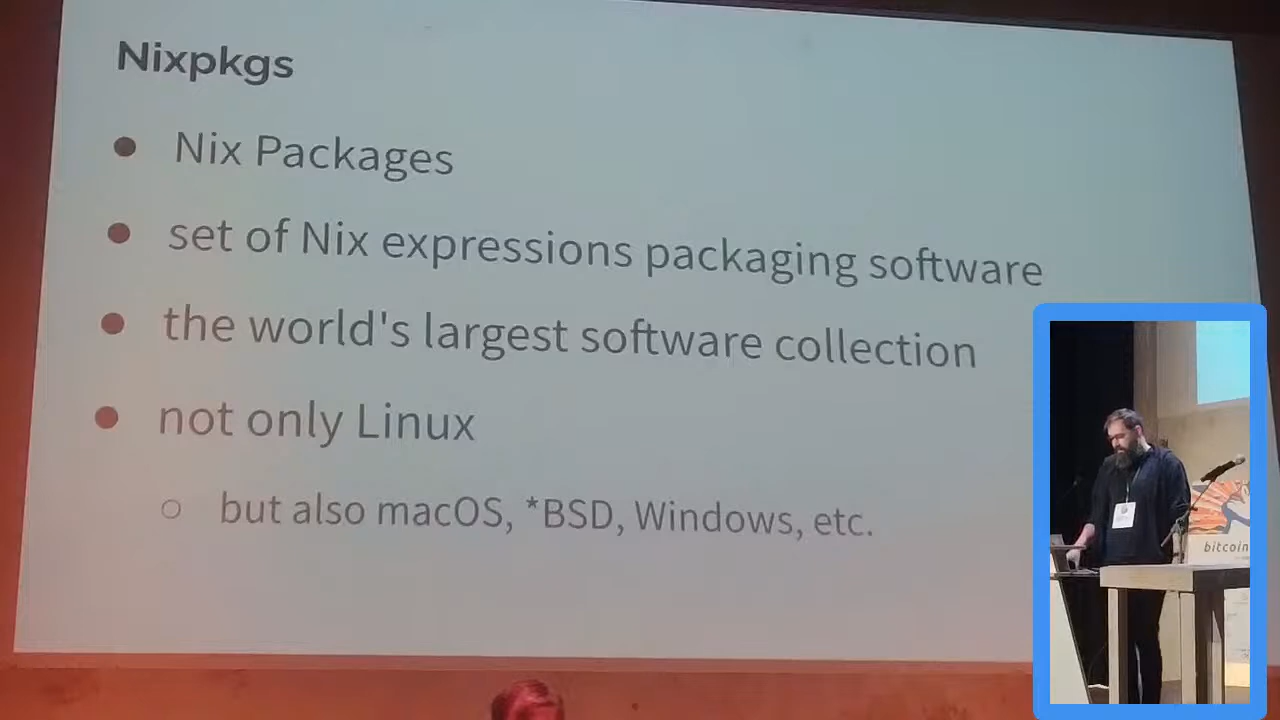 Nixpkgs
● Nix Packages
● set of Nix expressions packaging software
● the world's largest software collection
● not only Linux
○ but also macOS, *BSD, Windows, etc.
bitcoin